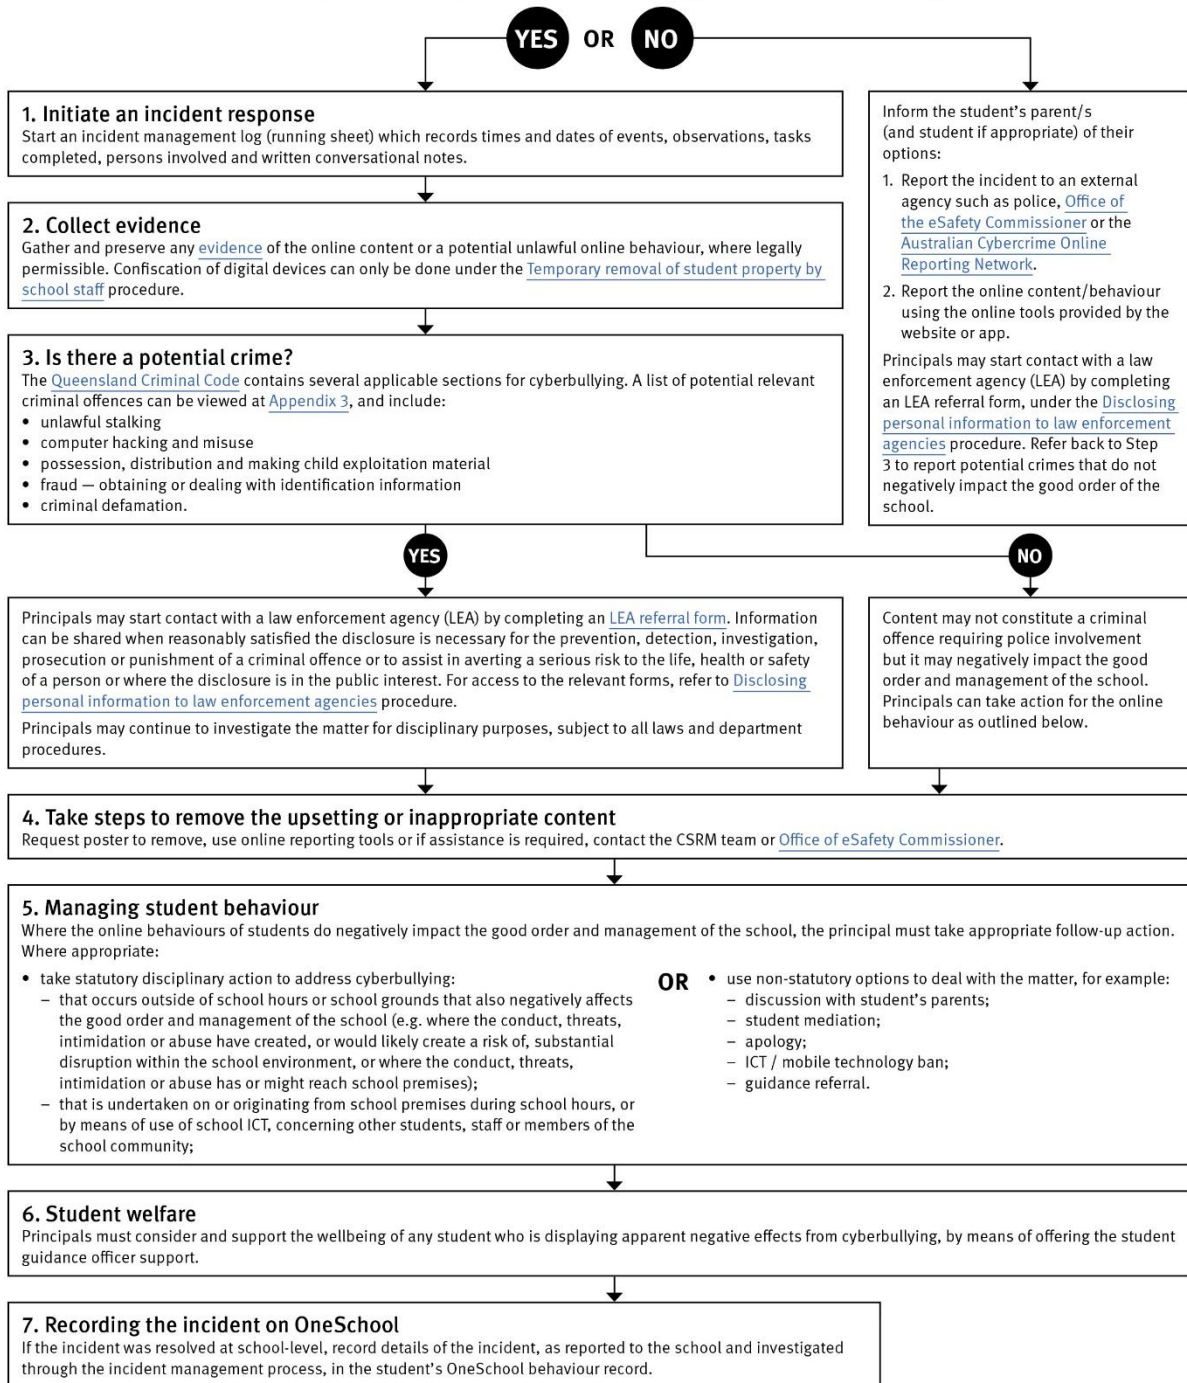 YES OR NO
1. Initiate an incident response
Start an incident management log (running sheet) which records times and dates of events, observations, tasks
completed, persons involved and written conversational notes.
2. Collect evidence
Gather and preserve any evidence of the online content or a potential unlawful online behaviour, where legally
permissible. Confiscation of digital devices can only be done under the Temporary removal of student property by
school staff procedure.
3. Is there a potential crime?
The Queensland Criminal Code contains several applicable sections for cyberbullying. A list of potential relevant
criminal offences can be viewed at Appendix 3, and include:
• unlawful stalking
• computer hacking and misuse
• possession, distribution and making child exploitation material
• fraud — obtaining or dealing with identification information
• criminal defamation.
Inform the student's parent/s
(and student if appropriate) of their
options:
1. Report the incident to an external
agency such as police, Office of
the eSafety Commissioner or the
Australian Cybercrime Online
Reporting Network.
2. Report the online content/behaviour
using the online tools provided by the
website or app.
Principals may start contact with a law
enforcement agency (LEA) by completing
an LEA referral form, under the Disclosing
personal information to law enforcement
agencies procedure. Refer back to Step
3 to report potential crimes that do not
negatively impact the good order of the
school.
YES
NO
Principals may start contact with a law enforcement agency (LEA) by completing an LEA referral form. Information
can be shared when reasonably satisfied the disclosure is necessary for the prevention, detection, investigation,
prosecution or punishment of a criminal offence or to assist in averting a serious risk to the life, health or safety
of a person or where the disclosure is in the public interest. For access to the relevant forms, refer to Disclosing
personal information to law enforcement agencies procedure.
Principals may continue to investigate the matter for disciplinary purposes, subject to all laws and department
procedures.
Content may not constitute a criminal
offence requiring police involvement
but it may negatively impact the good
order and management of the school.
Principals can take action for the online
behaviour as outlined below.
4. Take steps to remove the upsetting or inappropriate content
Request poster to remove, use online reporting tools or if assistance is required, contact the CSRM team or Office of eSafety Commissioner.
5. Managing student behaviour
Where the online behaviours of students do negatively impact the good order and management of the school, the principal must take appropriate follow-up action.
Where appropriate:
• take statutory disciplinary action to address cyberbullying:
– that occurs outside of school hours or school grounds that also negatively affects
the good order and management of the school (e.g. where the conduct, threats,
intimidation or abuse have created, or would likely create a risk of, substantial
disruption within the school environment, or where the conduct, threats,
intimidation or abuse has or might reach school premises);
– that is undertaken on or originating from school premises during school hours, or
by means of use of school ICT, concerning other students, staff or members of the
school community;
OR
• use non-statutory options to deal with the matter, for example:
– discussion with student's parents;
– student mediation;
– apology;
– ICT / mobile technology ban;
– guidance referral.
6. Student welfare
Principals must consider and support the wellbeing of any student who is displaying apparent negative effects from cyberbullying, by means of offering the student
guidance officer support.
7. Recording the incident on OneSchool
If the incident was resolved at school-level, record details of the incident, as reported to the school and investigated
through the incident management process, in the student's OneSchool behaviour record.